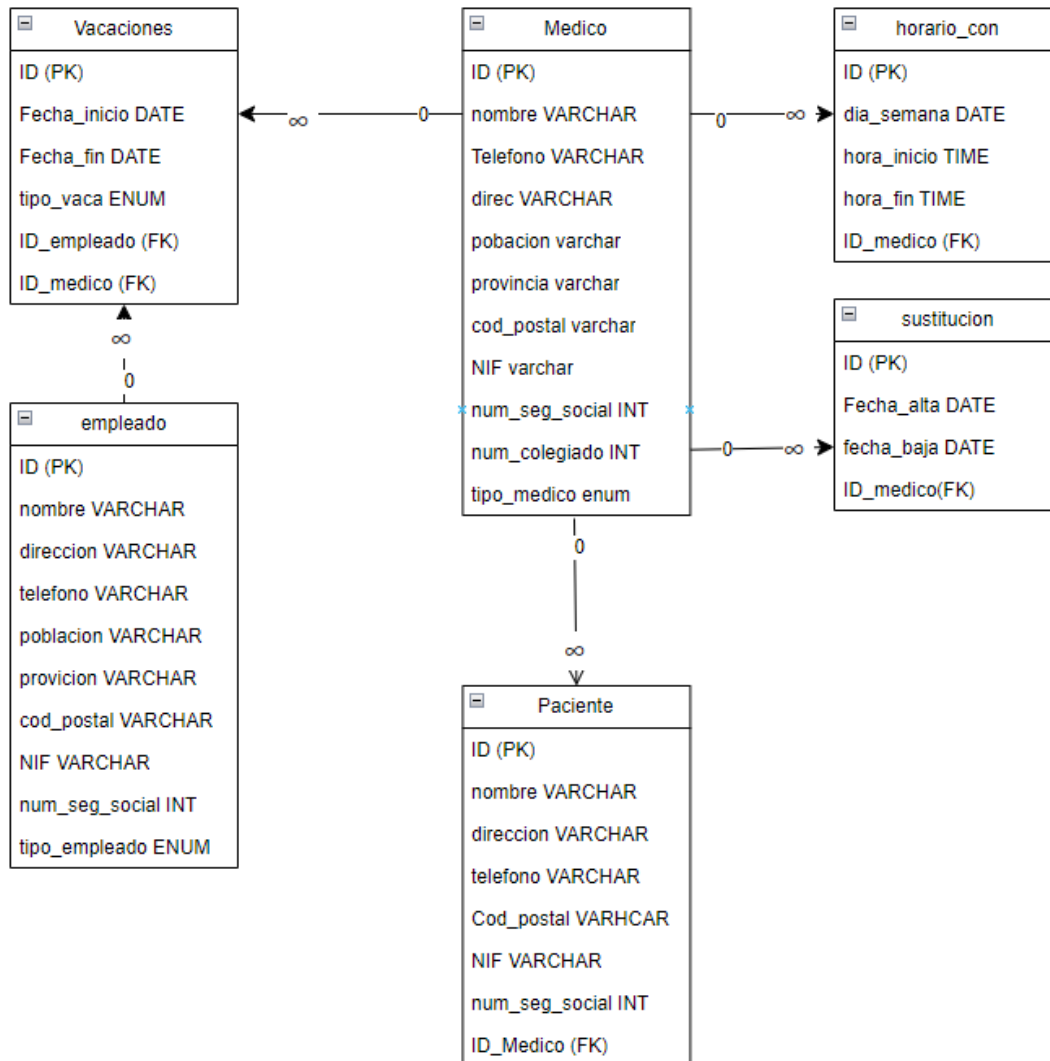 Vacaciones
ID (PK)
Fecha_inicio DATE
Fecha_fin DATE
tipo_vaca ENUM
ID_empleado (FK)
ID_medico (FK)
∞
0
∞
0
empleado
ID (PK)
nombre VARCHAR
direccion VARCHAR
telefono VARCHAR
poblacion VARCHAR
provicion VARCHAR
cod_postal VARCHAR
NIF VARCHAR
num_seg_social INT
tipo_empleado ENUM
Medico
ID (PK)
nombre VARCHAR
Telefono VARCHAR
direc VARCHAR
pobacion varchar
provincia varchar
cod_postal varchar
NIF varchar
num_seg_social INT
num_colegiado INT
tipo_medico enum
0
∞
0
∞
0
∞
horario_con
ID (PK)
dia_semana DATE
hora_inicio TIME
hora_fin TIME
ID_medico (FK)
sustitucion
ID (PK)
Fecha_alta DATE
fecha_baja DATE
ID_medico(FK)
Paciente
ID (PK)
nombre VARCHAR
direccion VARCHAR
telefono VARCHAR
Cod_postal VARHCAR
NIF VARCHAR
num_seg_social INT
ID_Medico (FK)